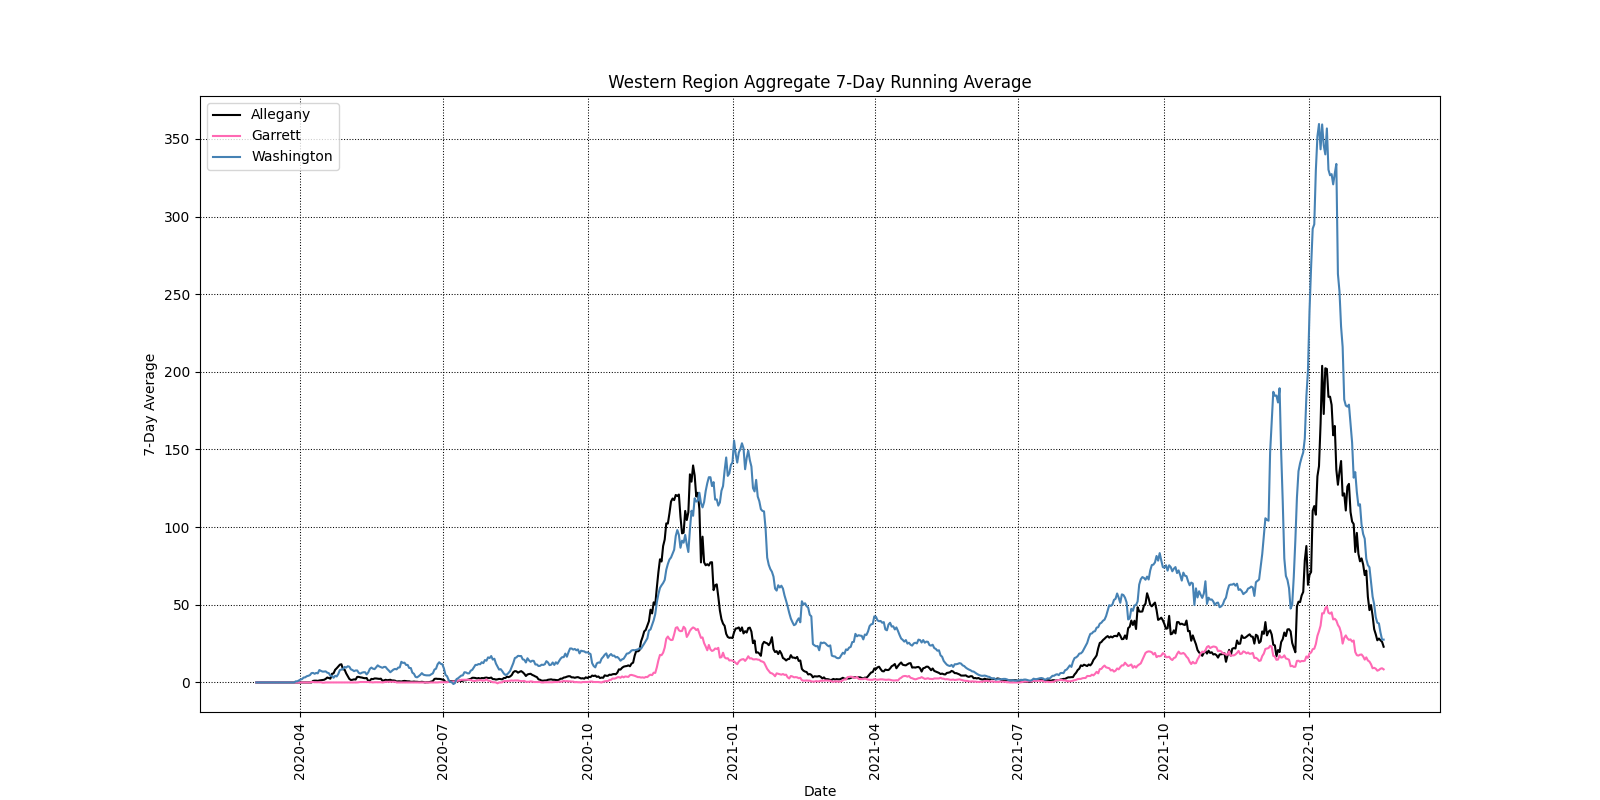 Western Region Aggregate 7-Day Running Average
Allegany
Garrett
Washington
350
300
250
200
150
100
50
0
7-Day Average
2020-04
2020-07
2020-10
2021-01
2021-04
2021-07
2021-10
2022-01
Date